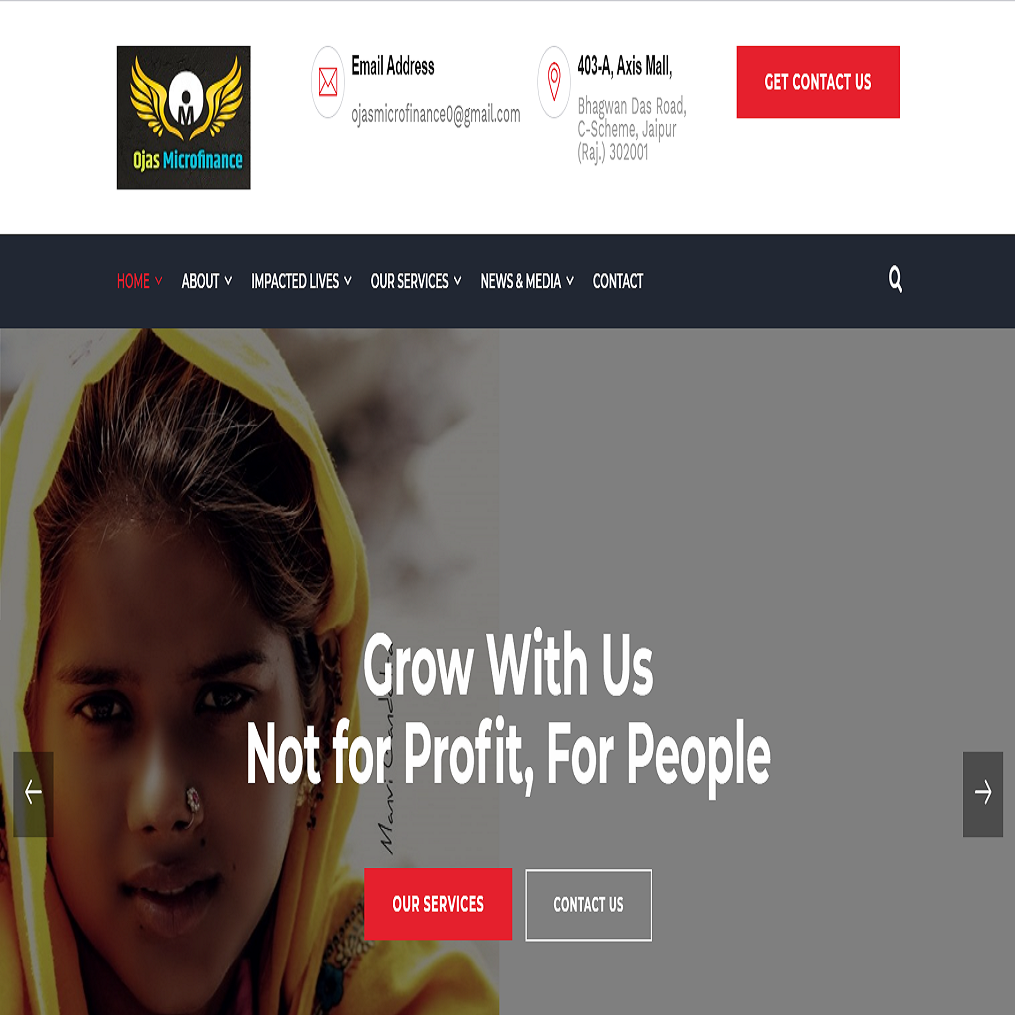 OM
Ojas Microfinance
Email Address
ojasmicrofinance0@gmail.com
403-A, Axis Mall,
Bhagwan Das Road,
C-Scheme, Jaipur
(Raj.) 302001
GET CONTACT US
HOME
ABOUT
IMPACTED LIVES
OUR SERVICES
NEWS & MEDIA
CONTACT
Grow With Us
Not for Profit, For People
OUR SERVICES
CONTACT US